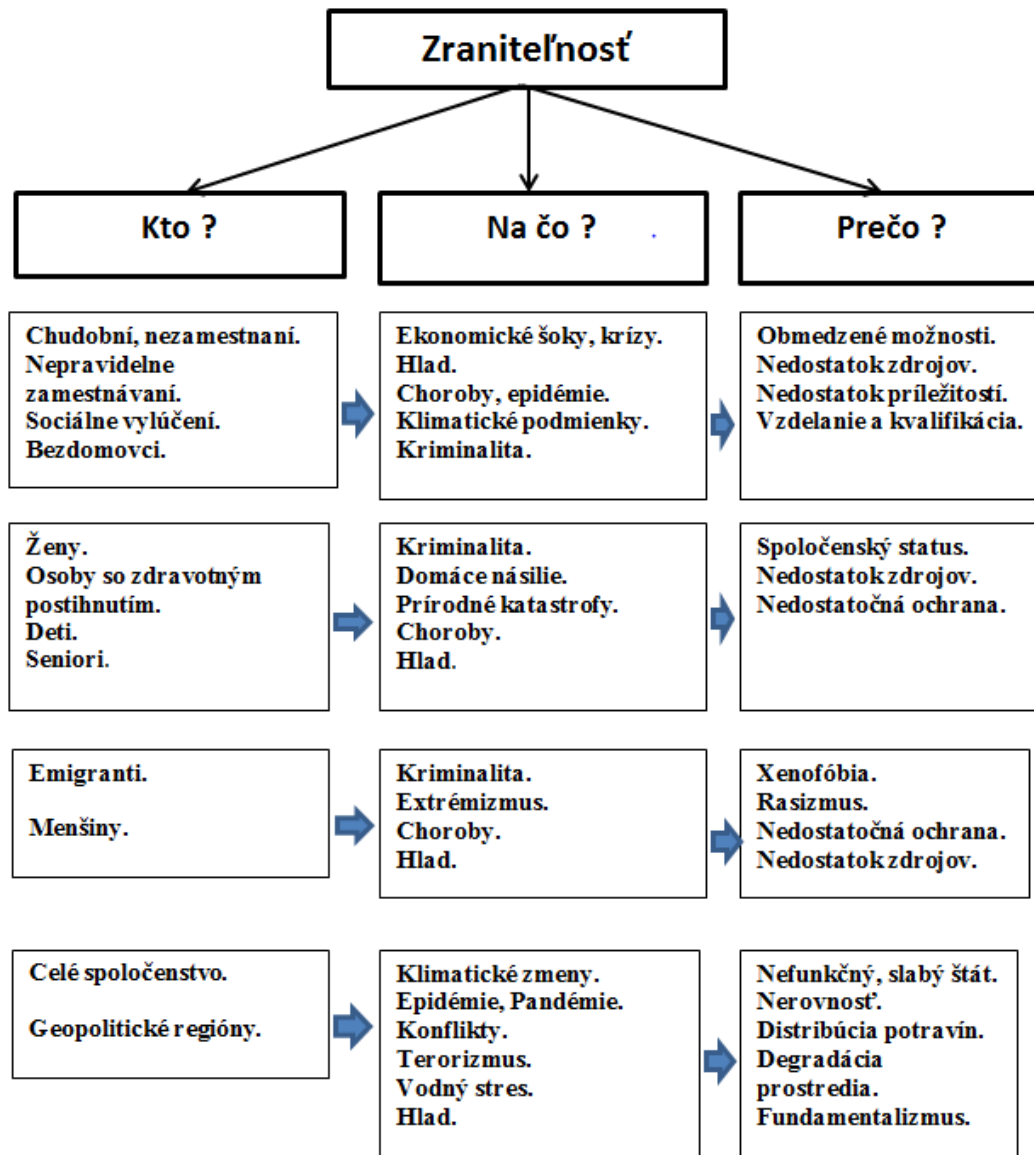 Zraniteľnosť
Kto ?
Na čo ?
Prečo ?
Chudobní, nezamestnaní.
Nepravidelne
zamestnávaní.
Sociálne vylúčení.
Bezdomovci.
Ekonomické šoky, krízy.
Hlad.
Choroby, epidémie.
Klimatické podmienky.
Kriminalita.
Obmedzené možnosti.
Nedostatok zdrojov.
Nedostatok príležitostí.
Vzdelanie a kvalifikácia.
Ženy.
Osoby so zdravotným
postihnutím.
Deti.
Seniori.
Kriminalita.
Domáce násilie.
Prírodné katastrofy.
Choroby.
Hlad.
Spoločenský status.
Nedostatok zdrojov.
Nedostatočná ochrana.
Emigranti.
Menšiny.
Kriminalita.
Extrémizmus.
Choroby.
Hlad.
Xenofóbia.
Rasizmus.
Nedostatočná ochrana.
Nedostatok zdrojov.
Celé spoločenstvo.
Geopolitické regióny.
Klimatické zmeny.
Epidémie, Pandémie.
Konflikty.
Terorizmus.
Vodný stres.
Hlad.
Nefunkčný, slabý štát.
Nerovnosť.
Distribúcia potravín.
Degradácia
prostredia.
Fundamentalizmus.